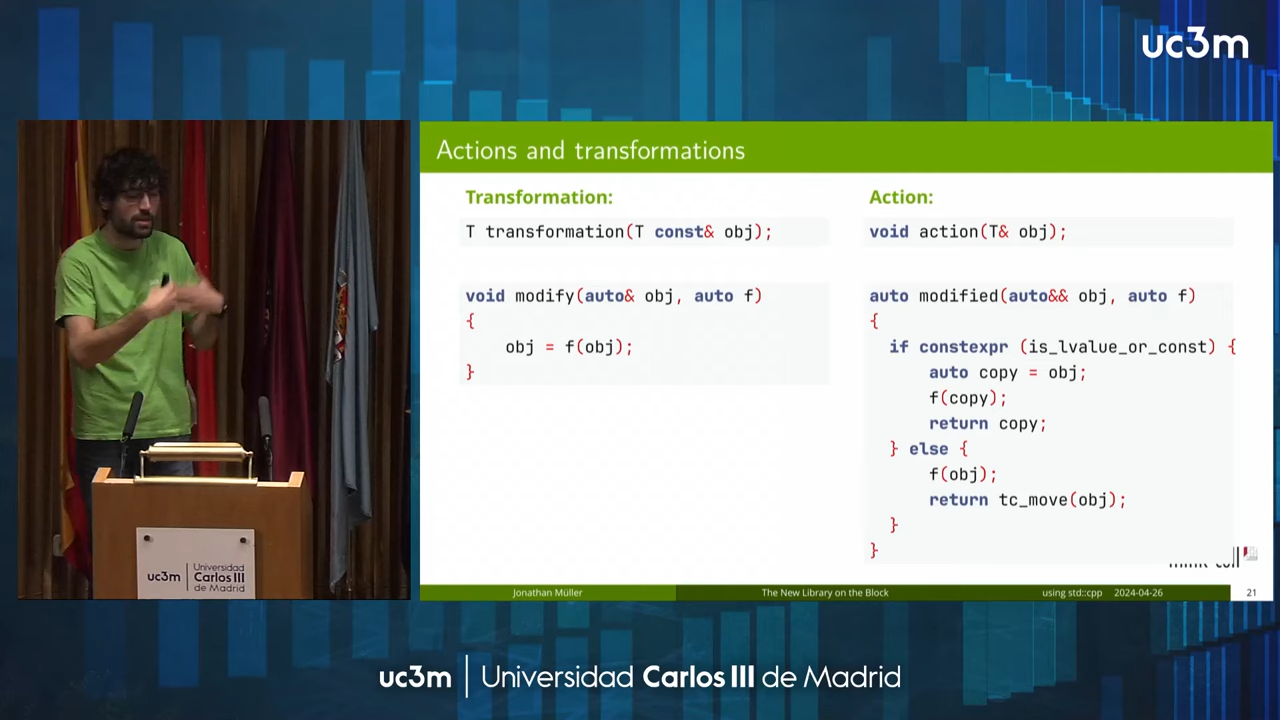 uc3m
Actions and transformations
Transformation:
T transformation(T const& obj);
void modify(auto& obj, auto f)
{
    obj = f(obj);
}
Action:
void action(T& obj);
auto modified(auto&& obj, auto f)
{
  if constexpr (is_lvalue_or_const) {
      auto copy = obj;
      f(copy);
      return copy;
  } else {
      f(obj);
      return tc_move(obj);
  }
}
Jonathan Müller
The New Library on the Block
using std::cpp 2024-04-26
21
uc3m
Universidad
Carlos III
de Madrid
uc3m Universidad Carlos III de Madrid